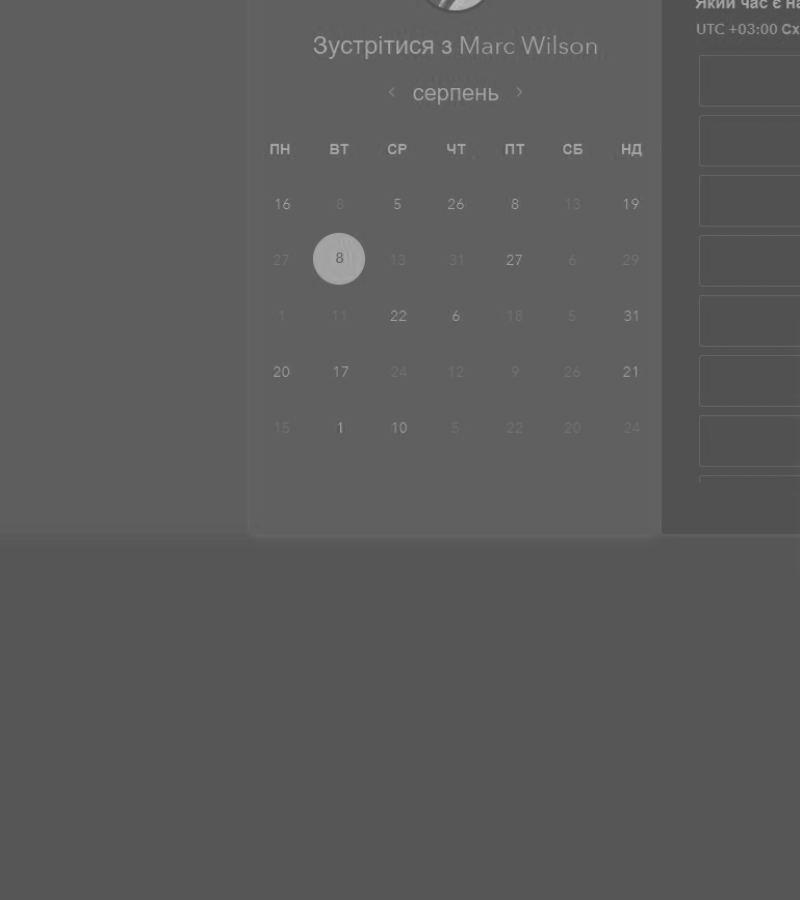 Який час є на
UTC +03:00 Сх
Зустрітися з Marc Wilson
серпень
ПН ВТ СР ЧТ ПТ СБ НД
16 8 5 26 8 13 19
27 8 13 31 27 6 29
1 11 22 6 18 5 31
20 17 24 12 9 26 21
15 1 10 5 22 20 24